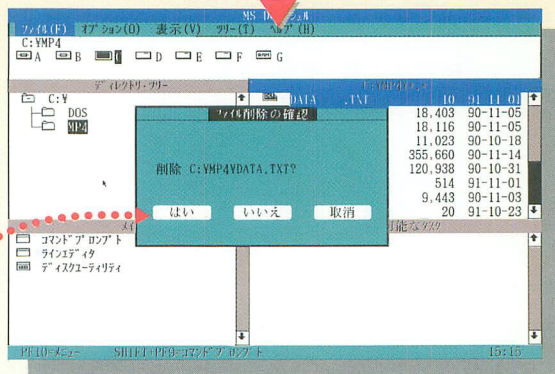 MS DOSシェル
ファイル(F) オプション(O) 表示(V) ツリー(T) ヘルプ(H)
C:¥MP4
A B C D E F G
ディレクトリ・ツリー
C:¥
DOS
MP4
DATA .TXT 10 91-11-01
18,403 90-11-05
18,116 90-11-05
11,023 90-10-18
355,660 90-11-14
120,938 90-10-31
514 91-11-01
9,443 90-11-03
20 91-10-23
ファイル削除の確認
削除 C:¥MP4¥DATA.TXT?
はい いいえ 取消
コマンドプロンプト
ラインエディタ
ディスクユーティリティ
PF10=メニュー SHIFT+PF9=コマンドプロンプト 15:15